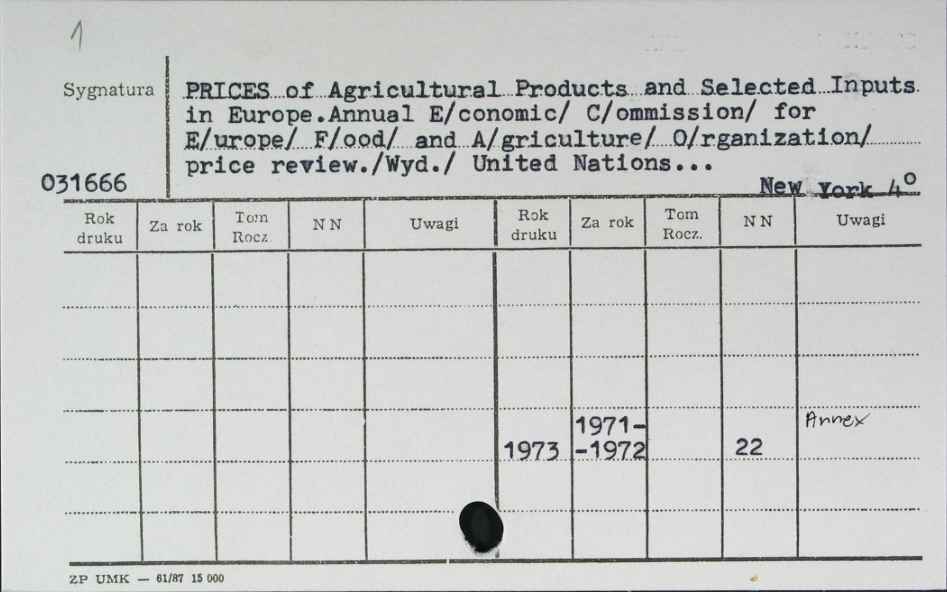 1
Sygnatura
PRICES of Agricultural Products and Selected Inputs
in Europe.Annual E/conomic/ C/ommission/ for
E/urope/ F/ood/ and A/griculture/ O/rganization/
price review./Wyd./ United Nations...
031666
New York 4°
Rok druku Za rok Tom Rocz. N N Uwagi Rok druku Za rok Tom Rocz. N N Uwagi
1973 1971--1972 22 Annex
ZP UMK — 61/87 15 000